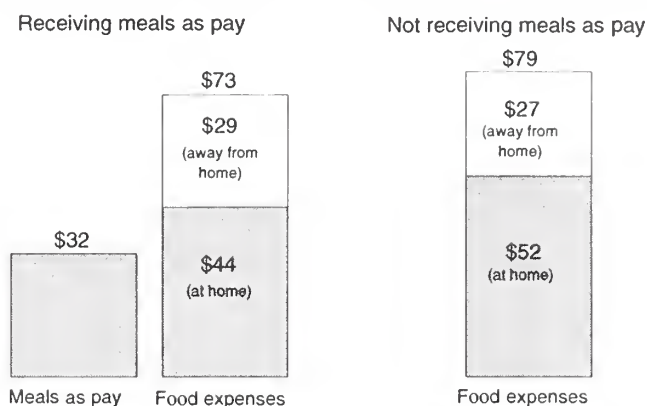 Receiving meals as pay
Not receiving meals as pay
$73
$29
(away from
home)
$32
$44
(at home)
Meals as pay
Food expenses
$79
$27
(away from
home)
$52
(at home)
Food expenses